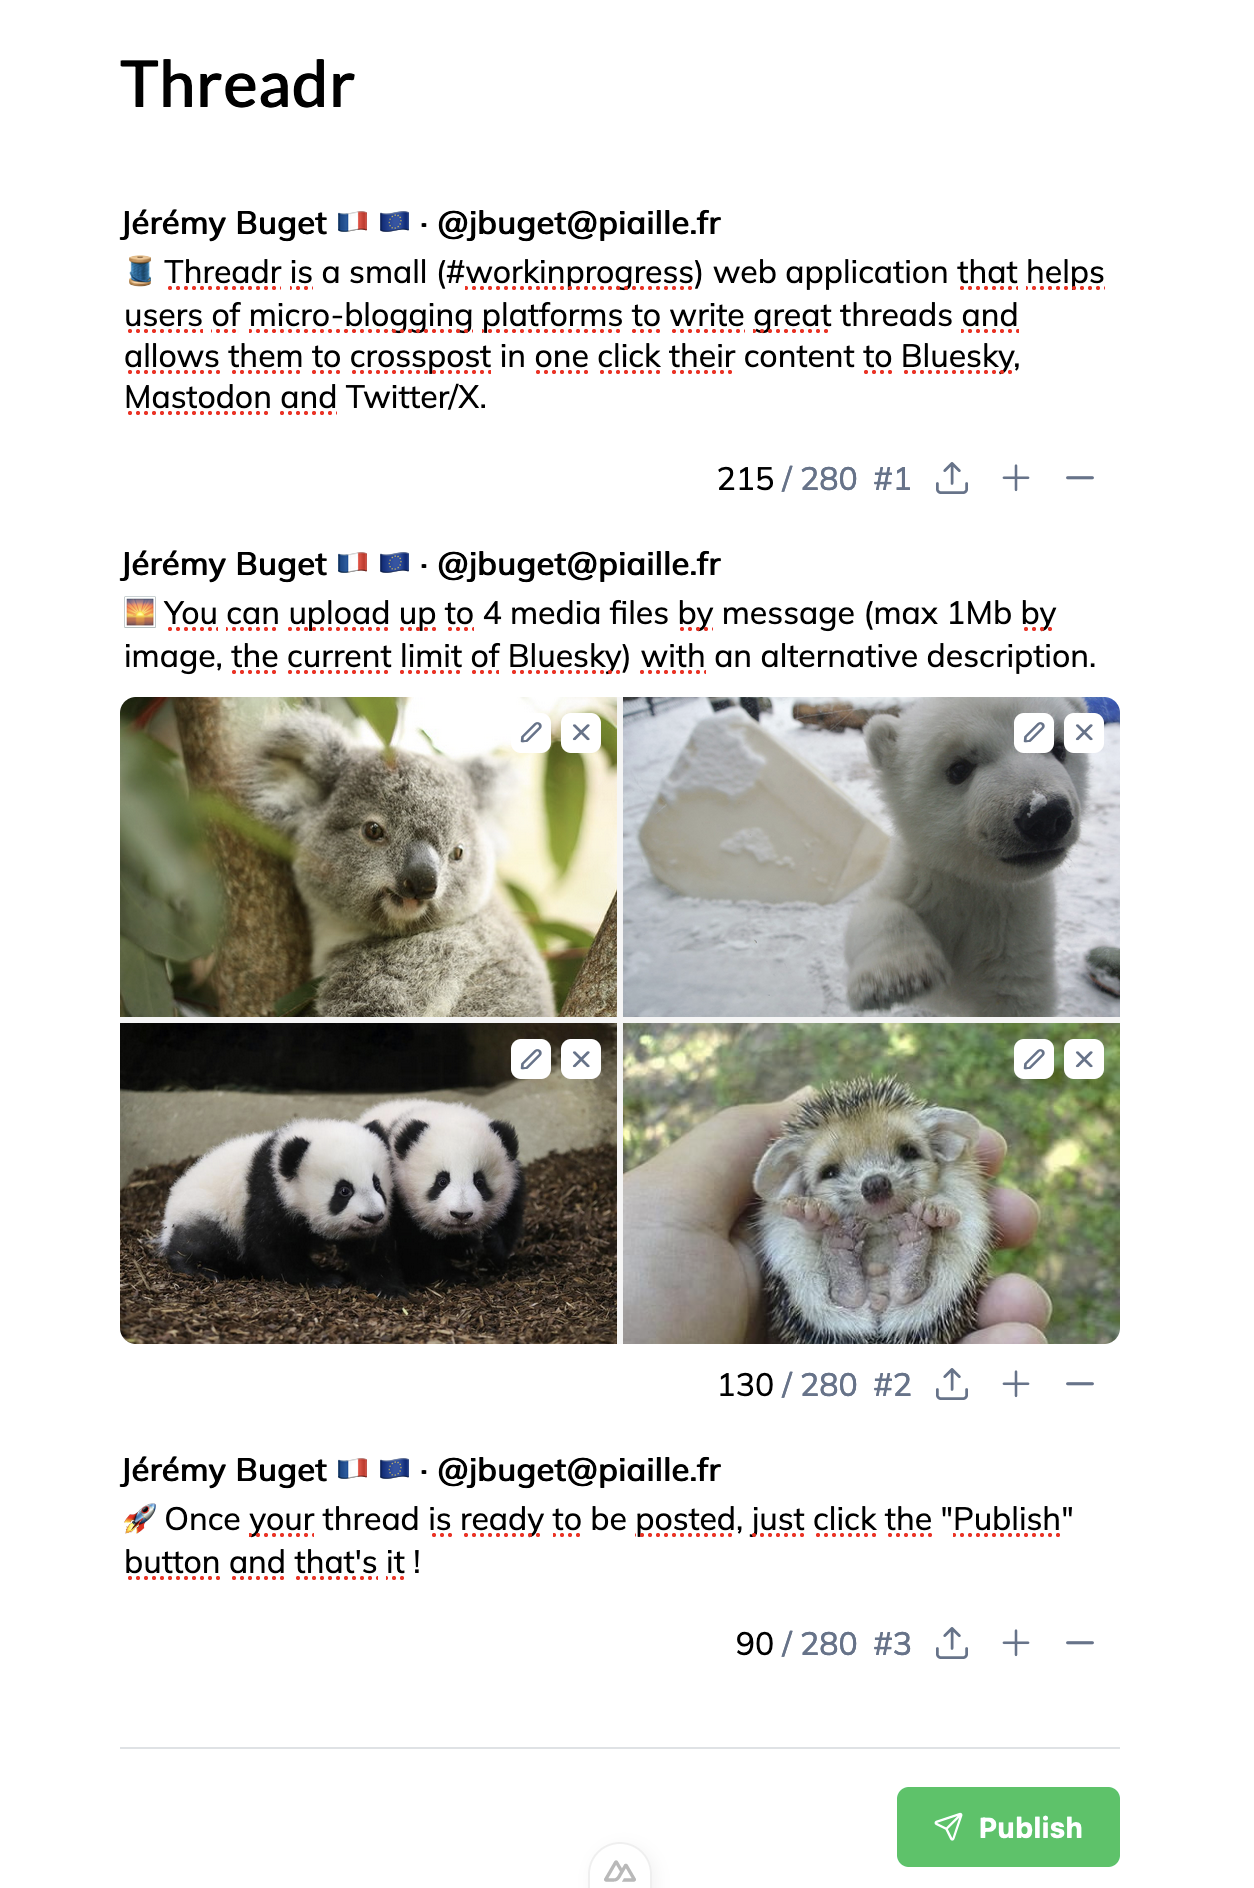 Threadr
Jérémy Buget 🇫🇷 🇪🇺 · @jbuget@piaille.fr
🧵 Threadr is a small (#workinprogress) web application that helps
users of micro-blogging platforms to write great threads and
allows them to crosspost in one click their content to Bluesky,
Mastodon and Twitter/X.
215 / 280 #1
Jérémy Buget 🇫🇷 🇪🇺 · @jbuget@piaille.fr
🌅 You can upload up to 4 media files by message (max 1Mb by
image, the current limit of Bluesky) with an alternative description.
130 / 280 #2
Jérémy Buget 🇫🇷 🇪🇺 · @jbuget@piaille.fr
🚀 Once your thread is ready to be posted, just click the "Publish"
button and that's it !
90 / 280 #3
Publish